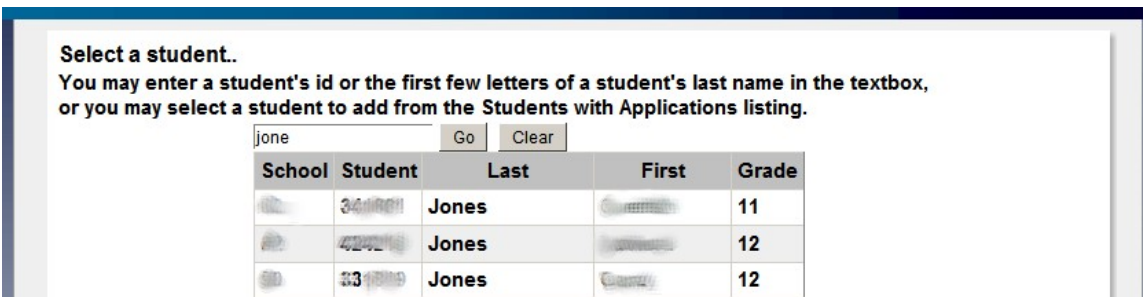 Select a student..
You may enter a student's id or the first few letters of a student's last name in the textbox,
or you may select a student to add from the Students with Applications listing.
jone Go Clear
School Student Last First Grade
Jones 11
Jones 12
Jones 12